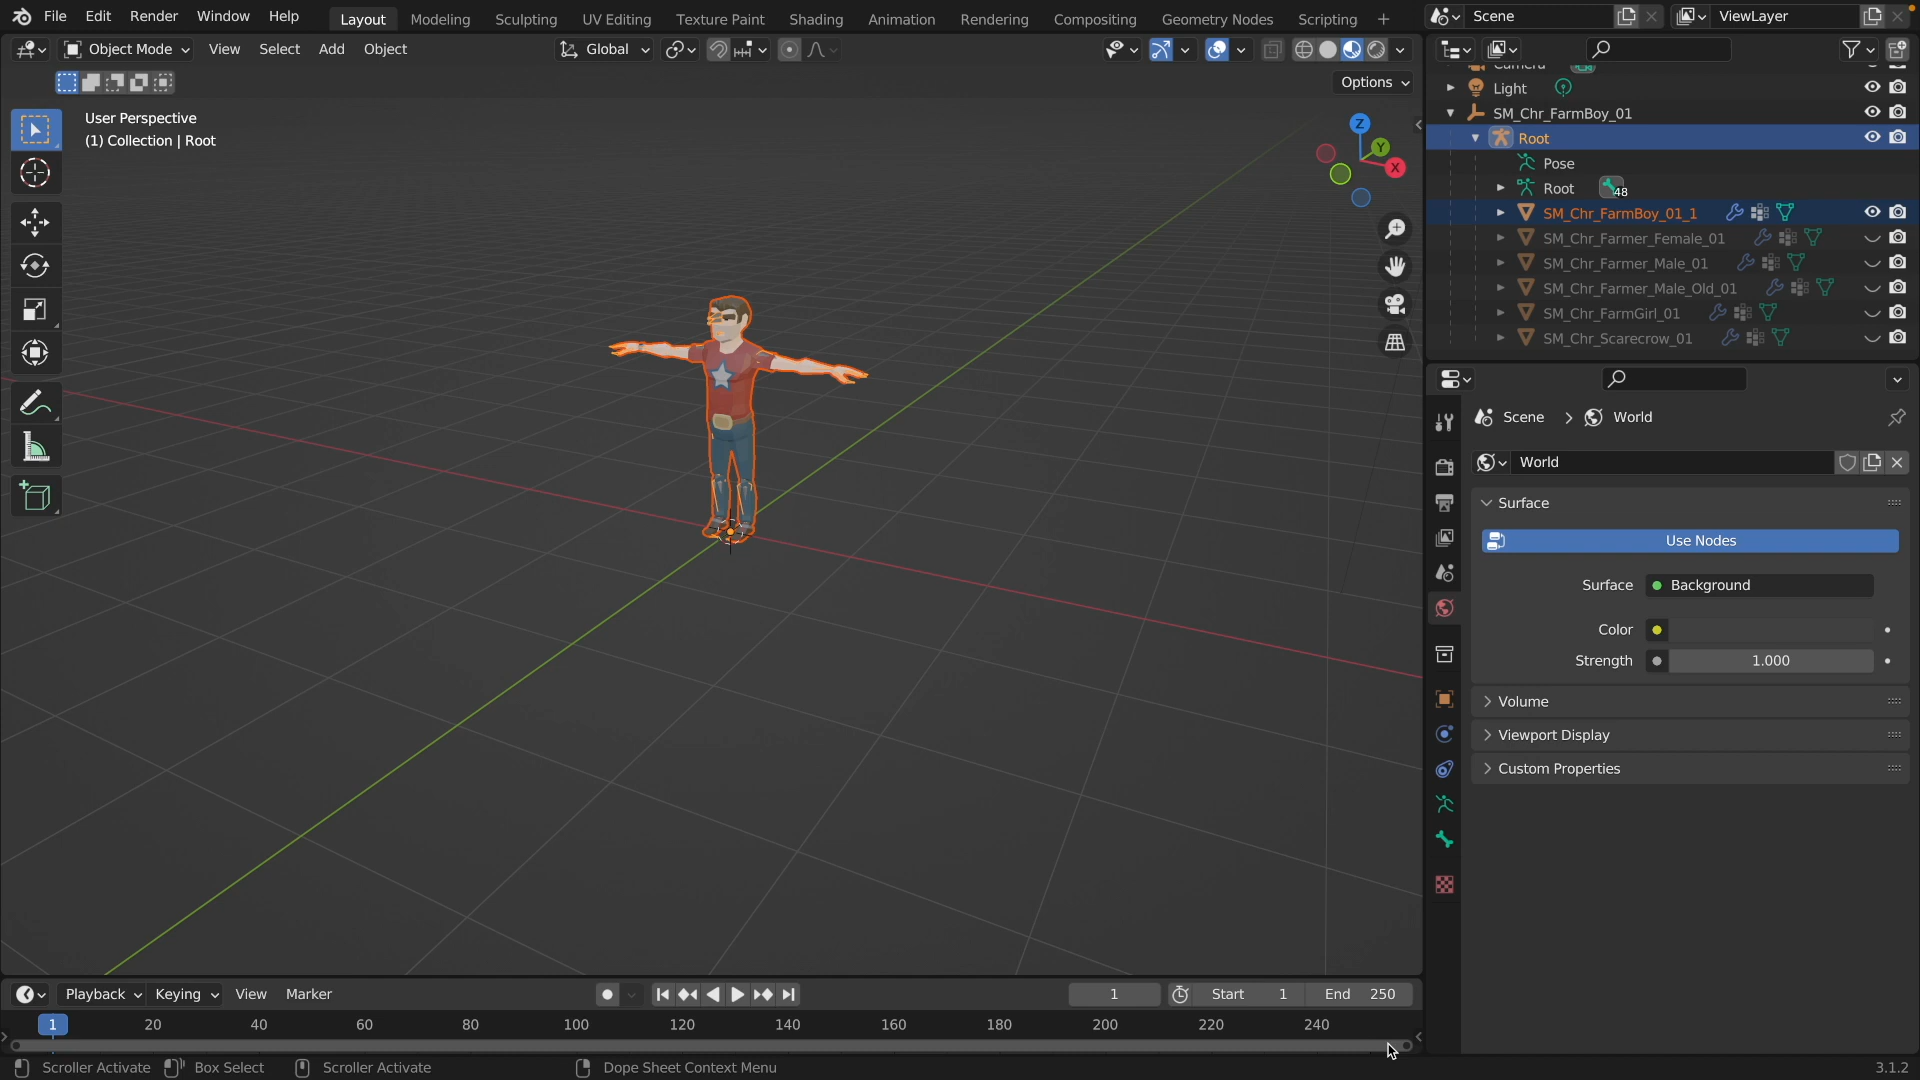 File Edit Render Window Help Layout Modeling Sculpting UV Editing Texture Paint Shading Animation Rendering Compositing Geometry Nodes Scripting + Scene ViewLayer
Object Mode View Select Add Object Global
Options
User Perspective
(1) Collection | Root
Z
Y
X
Camera
Light
SM_Chr_FarmBoy_01
Root
Pose
Root 48
SM_Chr_FarmBoy_01_1
SM_Chr_Farmer_Female_01
SM_Chr_Farmer_Male_01
SM_Chr_Farmer_Male_Old_01
SM_Chr_FarmGirl_01
SM_Chr_Scarecrow_01
Scene > World
World
Surface
Use Nodes
Surface Background
Color
Strength 1.000
Volume
Viewport Display
Custom Properties
Playback Keying View Marker 1 Start 1 End 250
1 20 40 60 80 100 120 140 160 180 200 220 240
Scroller Activate Box Select Scroller Activate Dope Sheet Context Menu 3.1.2